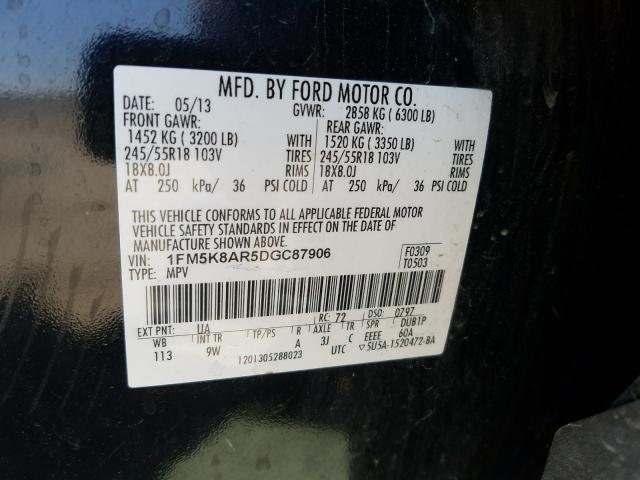 MFD. BY FORD MOTOR CO.
DATE: 05/13 GVWR: 2858 KG ( 6300 LB)
FRONT GAWR: REAR GAWR:
1452 KG ( 3200 LB) WITH 1520 KG ( 3350 LB) WITH
245/55R18 103V TIRES 245/55R18 103V TIRES
18X8.0J RIMS 18X8.0J RIMS
AT 250 kPa/ 36 PSI COLD AT 250 kPa/ 36 PSI COLD
THIS VEHICLE CONFORMS TO ALL APPLICABLE FEDERAL MOTOR
VEHICLE SAFETY STANDARDS IN EFFECT ON THE DATE OF
MANUFACTURE SHOWN ABOVE.
VIN: 1FM5K8AR5DGC87906 F0309
TYPE: MPV T0503
EXT PNT: UA RC: 72 DSO: 0797
WB INT TR TP/PS R AXLE TR SPR DUB1P
113 9W A 3J C EEEE 60A
1201305288023 UTC ▽5U5A-1520472-BA